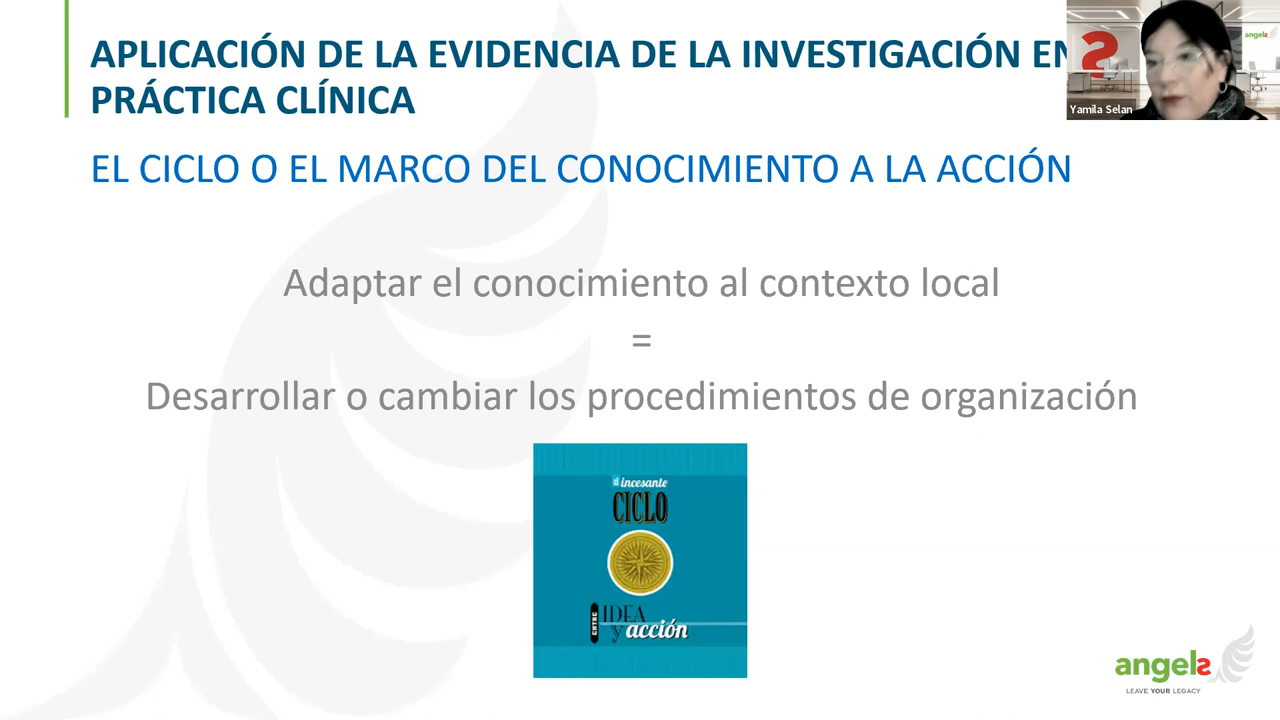 APLICACIÓN DE LA EVIDENCIA DE LA INVESTIGACIÓN EN
PRÁCTICA CLÍNICA
EL CICLO O EL MARCO DEL CONOCIMIENTO A LA ACCIÓN
Adaptar el conocimiento al contexto local
=
Desarrollar o cambiar los procedimientos de organización
El incesante
CICLO
ENTRE
IDEA
y acción
angels
LEAVE YOUR LEGACY
angels
Yamila Selan